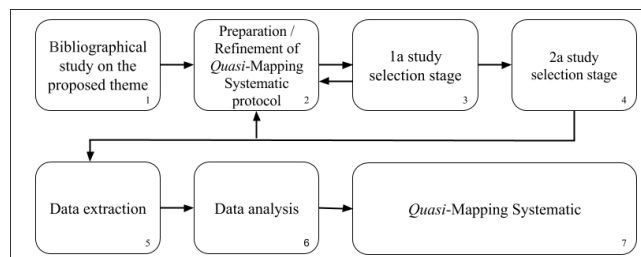 Bibliographical
study on the
proposed theme
1
Preparation /
Refinement of
Quasi-Mapping
Systematic
protocol
2
1a study
selection stage
3
2a study
selection stage
4
Data extraction
5
Data analysis
6
Quasi-Mapping Systematic
7